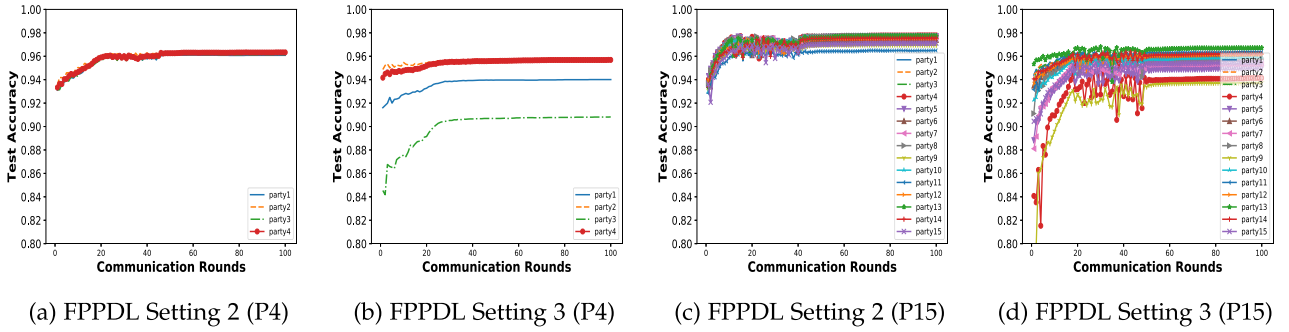 1.00
0.98
0.96
0.94
0.92
0.90
0.88
0.86
0.84
0.82
0.80
Test Accuracy
0 20 40 60 80 100
Communication Rounds
party1
party2
party3
party4
(a) FPPDL Setting 2 (P4)
1.00
0.98
0.96
0.94
0.92
0.90
0.88
0.86
0.84
0.82
0.80
Test Accuracy
0 20 40 60 80 100
Communication Rounds
party1
party2
party3
party4
(b) FPPDL Setting 3 (P4)
1.00
0.98
0.96
0.94
0.92
0.90
0.88
0.86
0.84
0.82
0.80
Test Accuracy
0 20 40 60 80 100
Communication Rounds
party1
party2
party3
party4
party5
party6
party7
party8
party9
party10
party11
party12
party13
party14
party15
(c) FPPDL Setting 2 (P15)
1.00
0.98
0.96
0.94
0.92
0.90
0.88
0.86
0.84
0.82
0.80
Test Accuracy
0 20 40 60 80 100
Communication Rounds
party1
party2
party3
party4
party5
party6
party7
party8
party9
party10
party11
party12
party13
party14
party15
(d) FPPDL Setting 3 (P15)